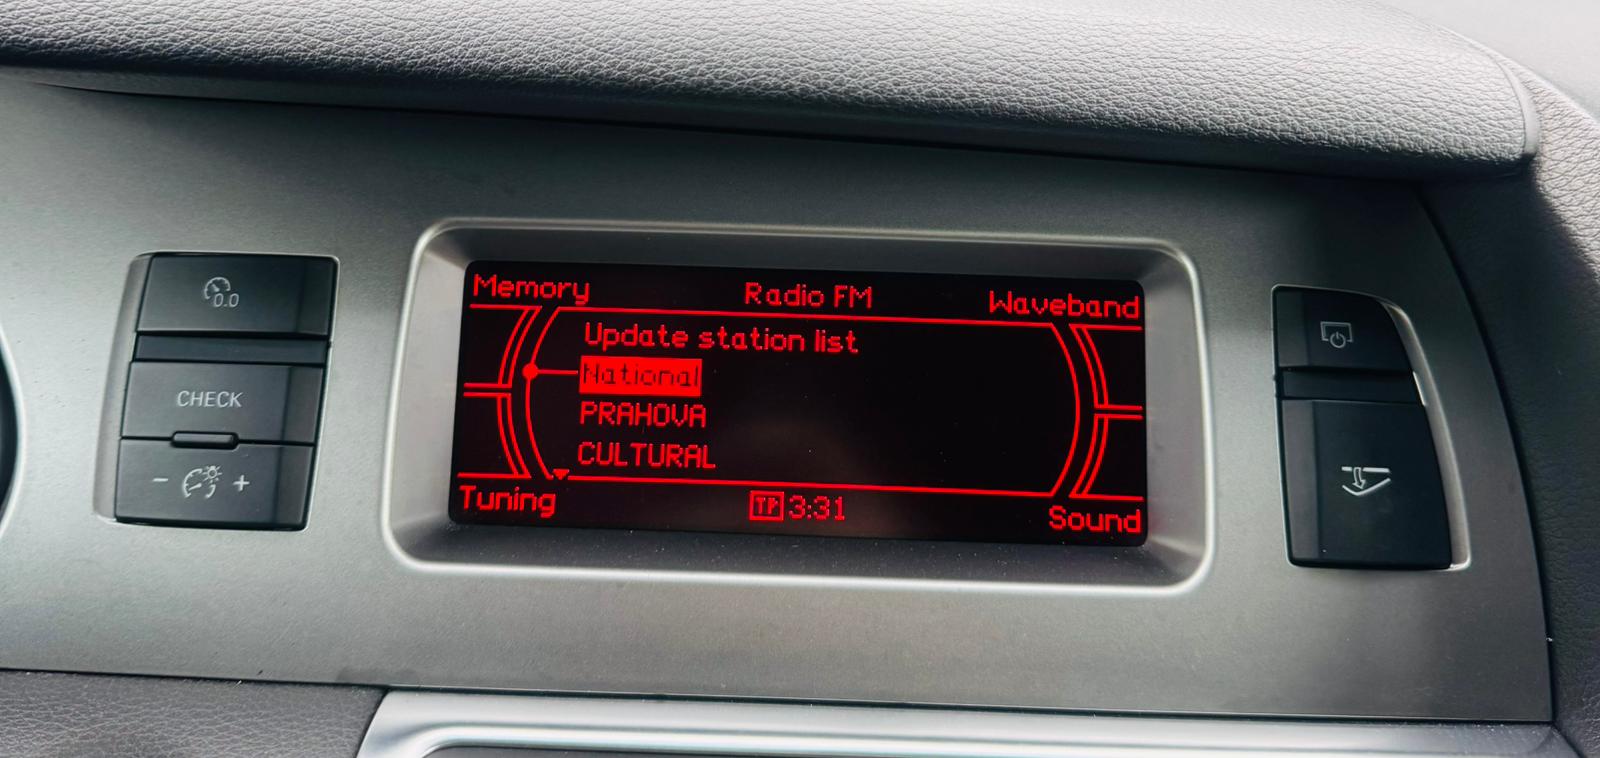 0.0
CHECK
- +
Memory Radio FM Waveband
Update station list
National
PRAHOVA
CULTURAL
Tuning TP 3:31 Sound